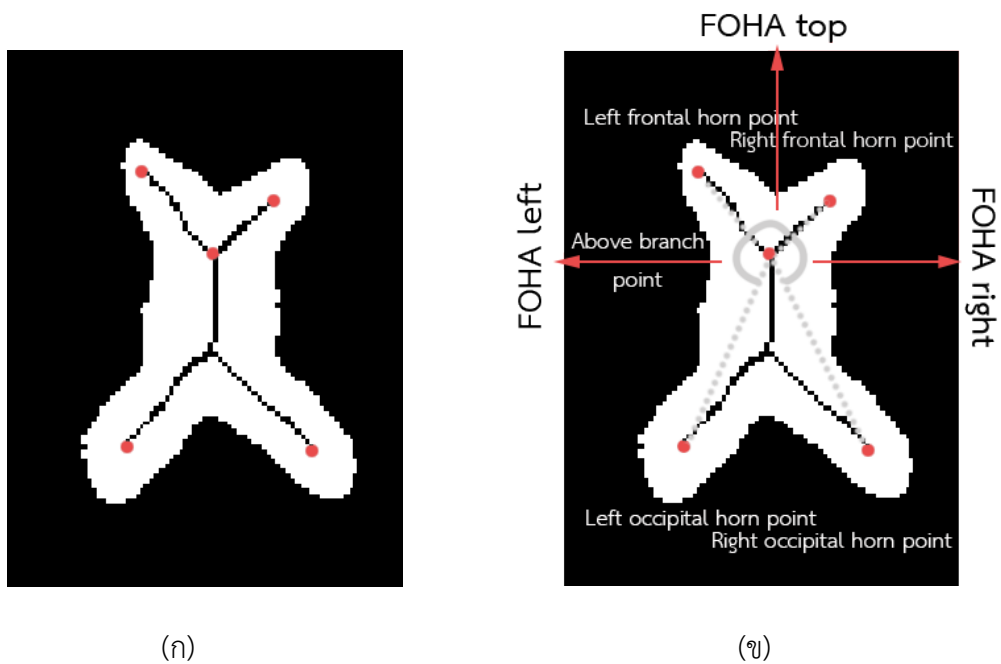 FOHA top
Left frontal horn point
Right frontal horn point
FOHA left
Above branch
point
FOHA right
Left occipital horn point
Right occipital horn point
(ก)
(ข)